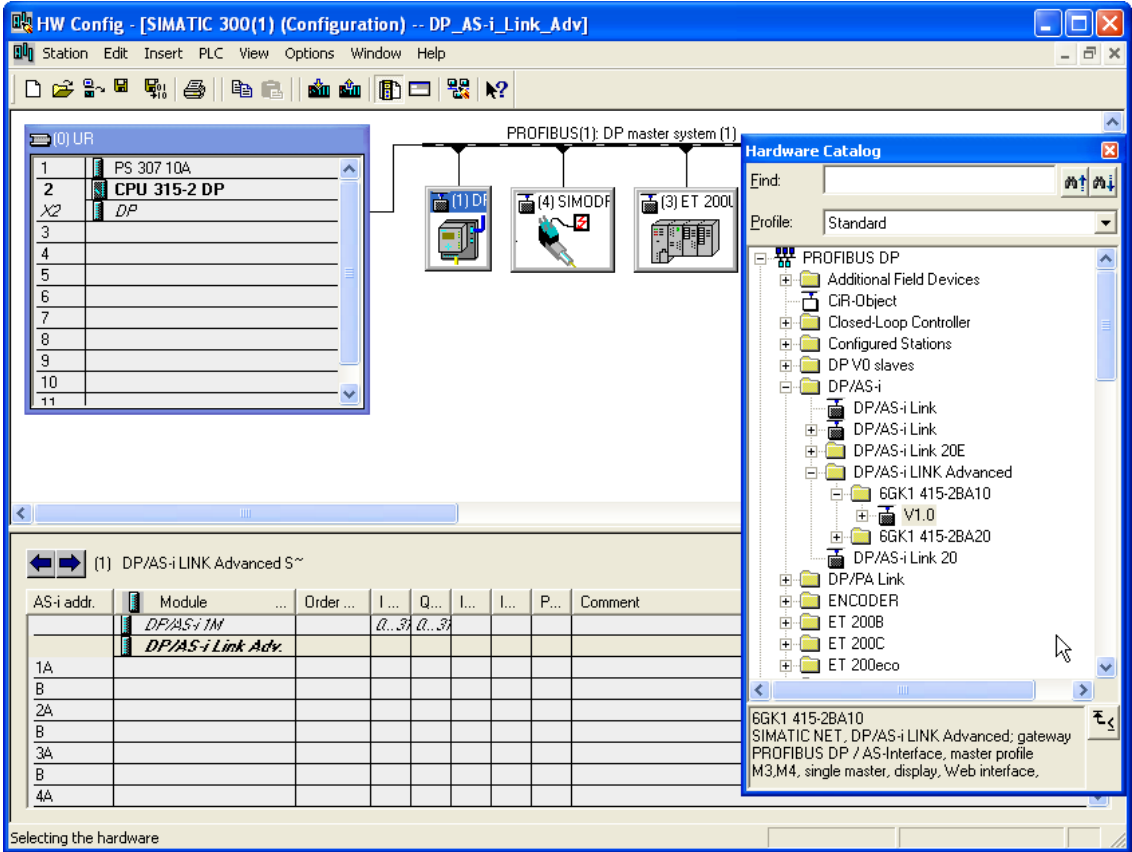 HW Config - [SIMATIC 300(1) (Configuration) -- DP_AS-i_Link_Adv]
Station Edit Insert PLC View Options Window Help
(0) UR
1 PS 307 10A
2 CPU 315-2 DP
X2 DP
3
4
5
6
7
8
9
10
11
PROFIBUS(1): DP master system (1)
(1) DP
(4) SIMODR
(3) ET 200L
Hardware Catalog
Find:
Profile: Standard
PROFIBUS DP
Additional Field Devices
CiR-Object
Closed-Loop Controller
Configured Stations
DP V0 slaves
DP/AS-i
DP/AS-i Link
DP/AS-i Link
DP/AS-i Link 20E
DP/AS-i LINK Advanced
6GK1 415-2BA10
V1.0
6GK1 415-2BA20
DP/AS-i Link 20
DP/PA Link
ENCODER
ET 200B
ET 200C
ET 200eco
6GK1 415-2BA10
SIMATIC NET, DP/AS-i LINK Advanced; gateway
PROFIBUS DP / AS-Interface, master profile
M3,M4, single master, display, Web interface,
(1) DP/AS-i LINK Advanced S~
AS-i addr. Module ... Order ... I ... Q... I... I... P... Comment
DP/AS-i 1M 0...31 0...31
DP/AS-i Link Adv.
1A
B
2A
B
3A
B
4A
Selecting the hardware